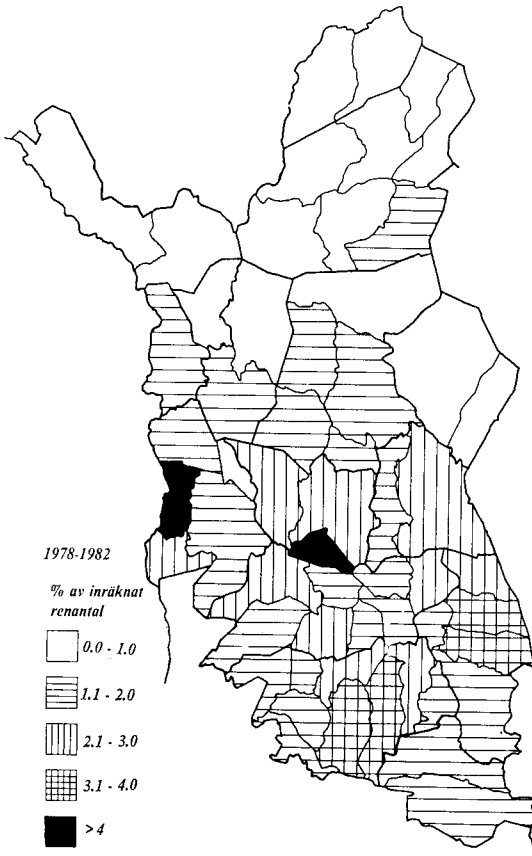 1978-1982
% av inräknat
renantal
0.0 - 1.0
1.1 - 2.0
2.1 - 3.0
3.1 - 4.0
>4